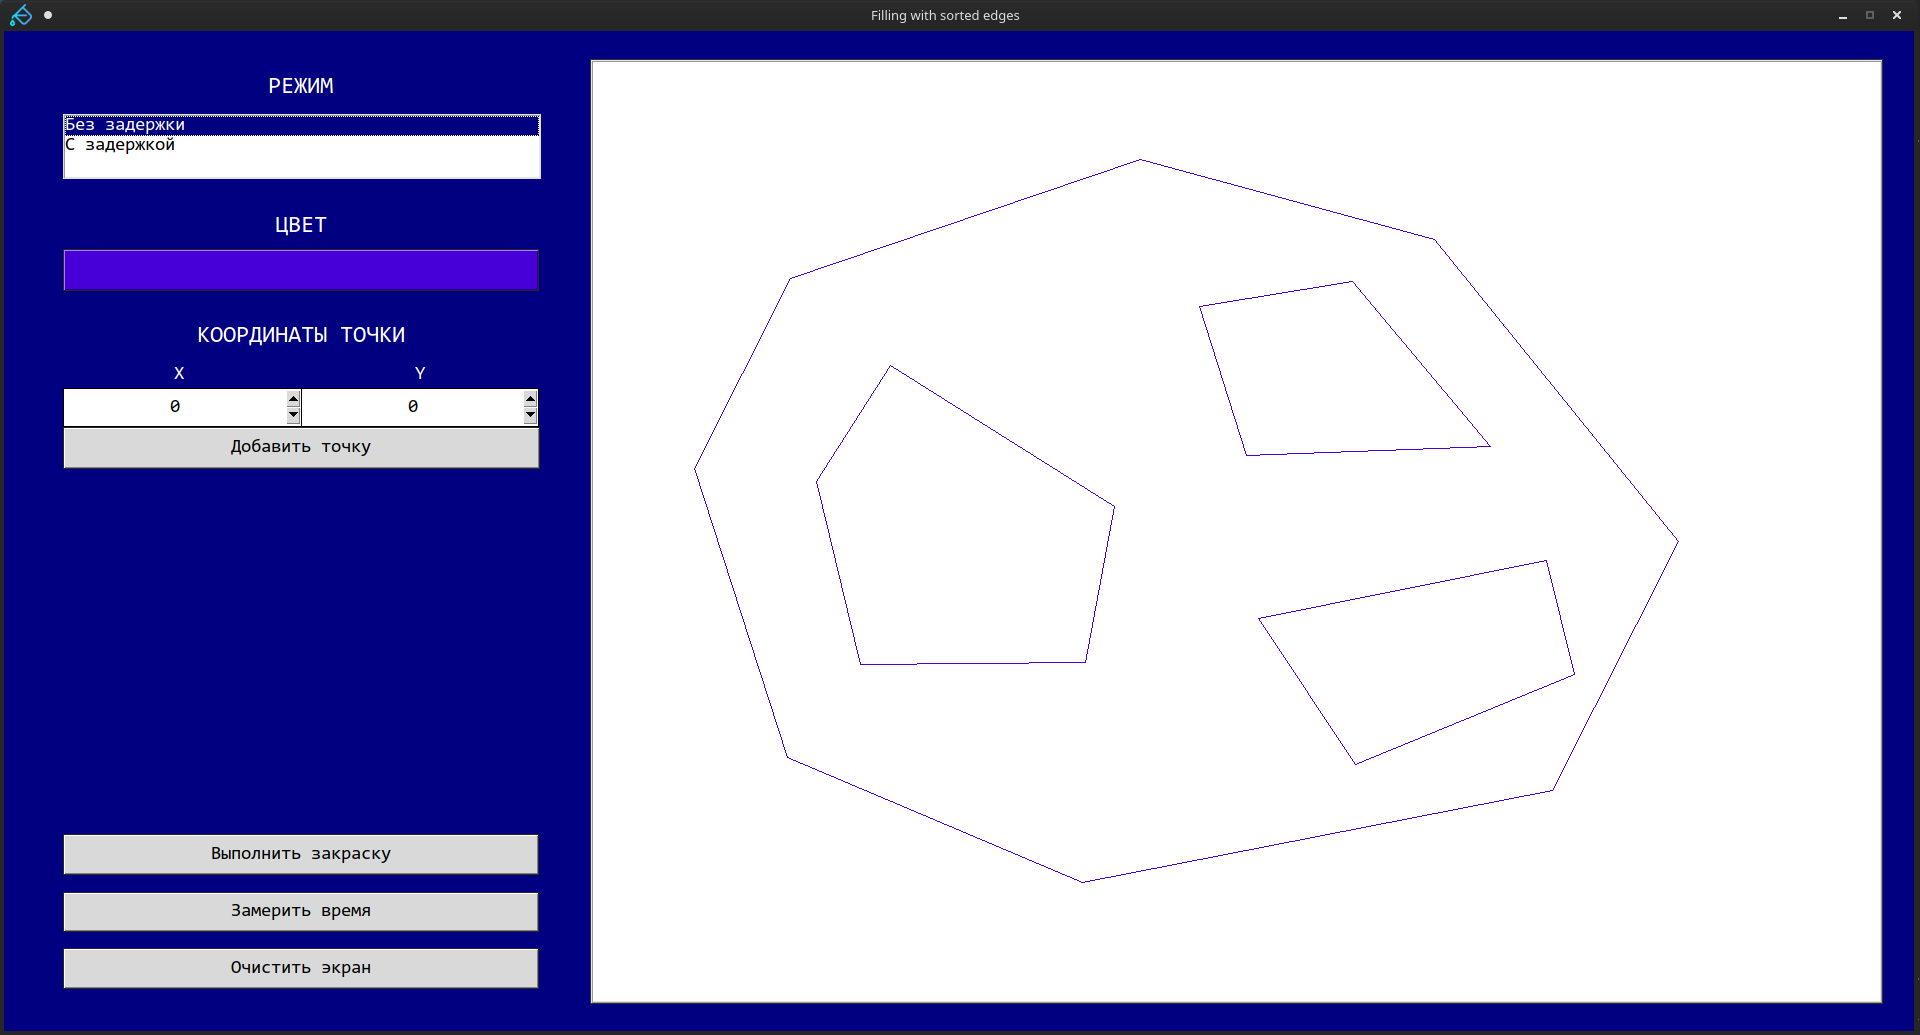 Filling with sorted edges
РЕЖИМ
Без задержки
С задержкой
ЦВЕТ
КООРДИНАТЫ ТОЧКИ
X Y
0 0
Добавить точку
Выполнить закраску
Замерить время
Очистить экран